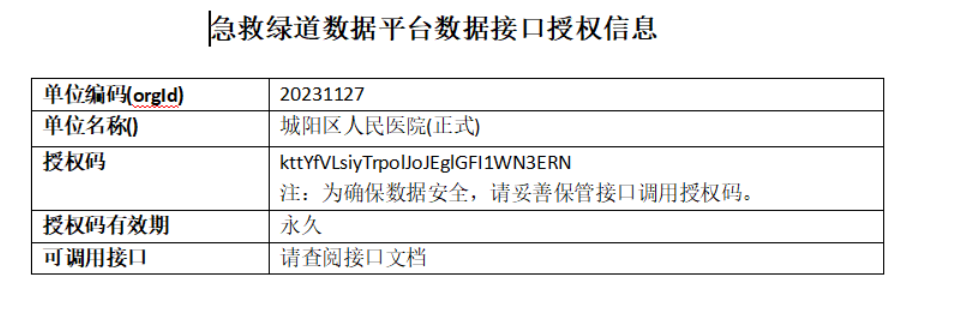 急救绿道数据平台数据接口授权信息
单位编码(orgId) 20231127
单位名称() 城阳区人民医院(正式)
授权码 kttYfVLsiyTrpolJoJEglGFI1WN3ERN
注：为确保数据安全，请妥善保管接口调用授权码。
授权码有效期 永久
可调用接口 请查阅接口文档